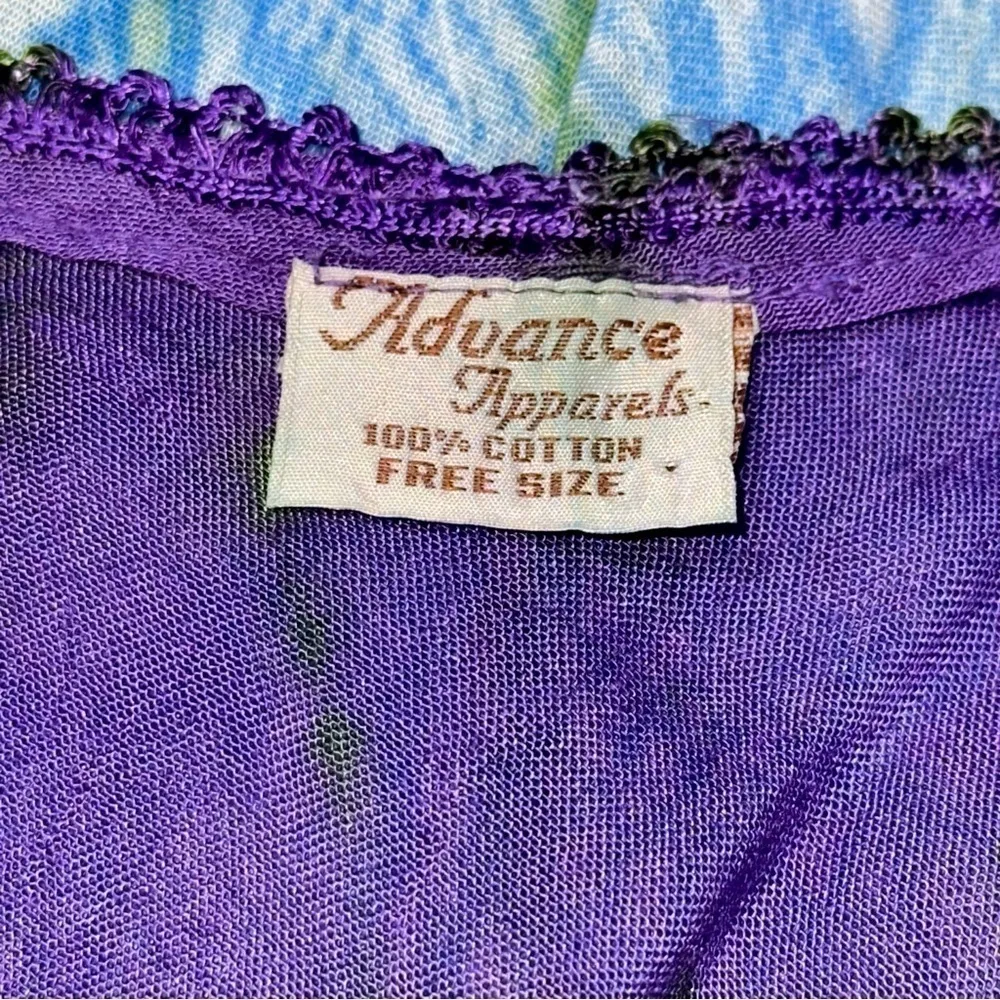 Advance
Apparels
100% COTTON
FREE SIZE